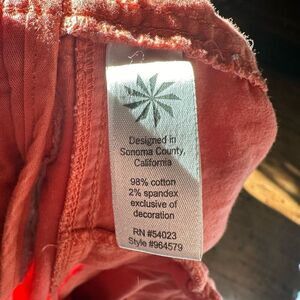 Designed in
Sonoma County,
California
98% cotton
2% spandex
exclusive of
decoration
RN #54023
Style #964579